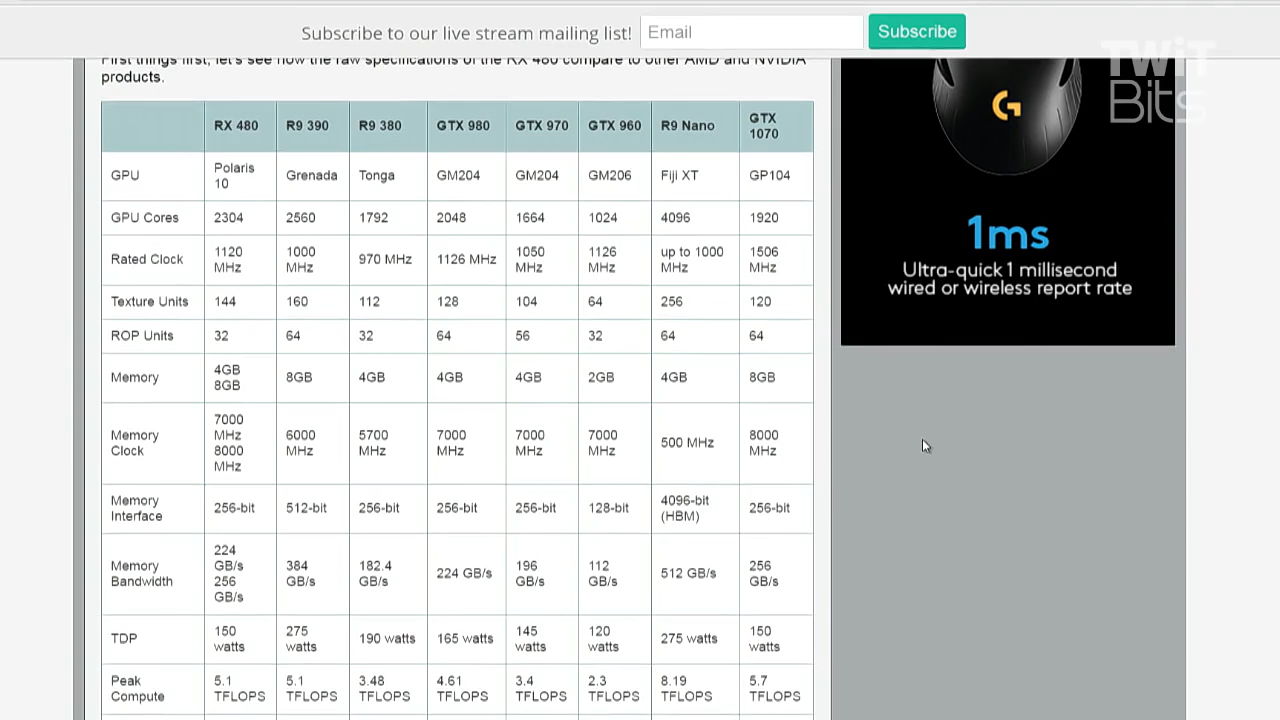 Subscribe to our live stream mailing list! Email Subscribe
TWiT
Bits
First things first, let's see how the raw specifications of the RX 480 compare to other AMD and NVIDIA
products.
RX 480 R9 390 R9 380 GTX 980 GTX 970 GTX 960 R9 Nano GTX 1070
GPU Polaris 10 Grenada Tonga GM204 GM204 GM206 Fiji XT GP104
GPU Cores 2304 2560 1792 2048 1664 1024 4096 1920
Rated Clock 1120 MHz 1000 MHz 970 MHz 1126 MHz 1050 MHz 1126 MHz up to 1000 MHz 1506 MHz
Texture Units 144 160 112 128 104 64 256 120
ROP Units 32 64 32 64 56 32 64 64
Memory 4GB 8GB 8GB 4GB 4GB 4GB 2GB 4GB 8GB
Memory Clock 7000 MHz 8000 MHz 6000 MHz 5700 MHz 7000 MHz 7000 MHz 7000 MHz 500 MHz 8000 MHz
Memory Interface 256-bit 512-bit 256-bit 256-bit 256-bit 128-bit 4096-bit (HBM) 256-bit
Memory Bandwidth 224 GB/s 256 GB/s 384 GB/s 182.4 GB/s 224 GB/s 196 GB/s 112 GB/s 512 GB/s 256 GB/s
TDP 150 watts 275 watts 190 watts 165 watts 145 watts 120 watts 275 watts 150 watts
Peak Compute 5.1 TFLOPS 5.1 TFLOPS 3.48 TFLOPS 4.61 TFLOPS 3.4 TFLOPS 2.3 TFLOPS 8.19 TFLOPS 5.7 TFLOPS
1ms
Ultra-quick 1 millisecond
wired or wireless report rate